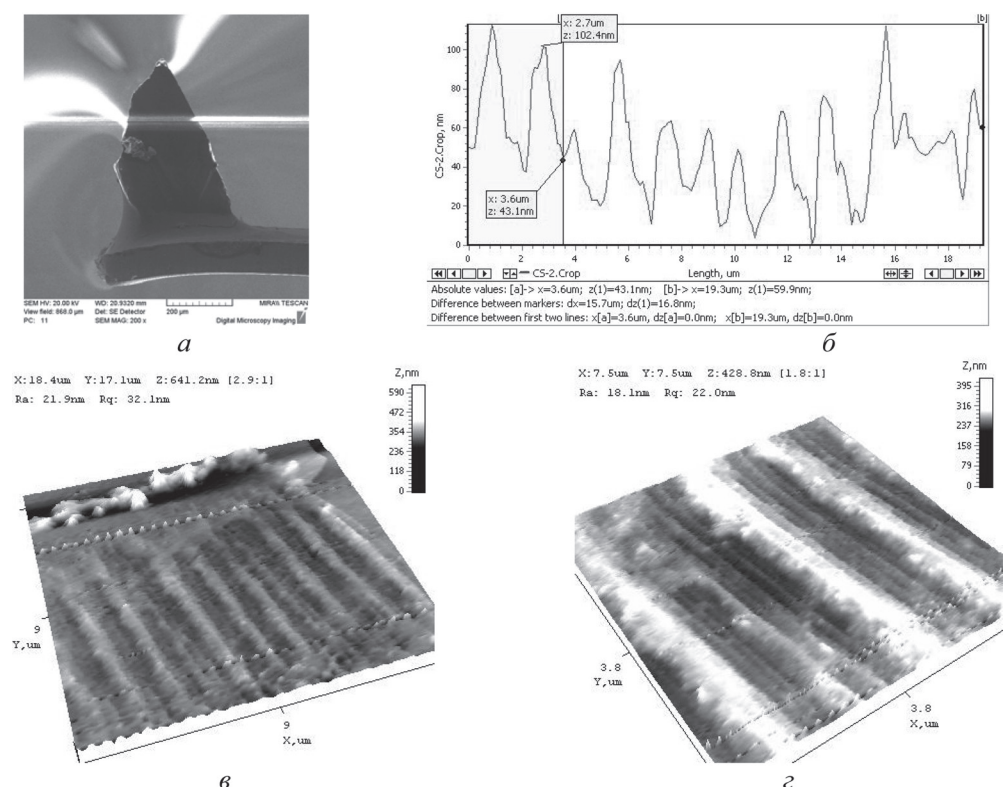 SEM HV: 20.00 kV WD: 20.9320 mm MIRA\\ TESCAN
View field: 868.0 µm Det: SE Detector 200 µm
PC: 11 SEM MAG: 200 x Digital Microscopy Imaging
а
[b]
x: 2.7um
z: 102.4nm
CS-2.Crop, nm
100
80
60
40
20
0
x: 3.6um
z: 43.1nm
0 2 4 6 8 10 12 14 16 18
CS-2.Crop Length, um
Absolute values: [a]-> x=3.6um; z(1)=43.1nm; [b]-> x=19.3um; z(1)=59.9nm;
Difference between markers: dx=15.7um; dz(1)=16.8nm;
Difference between first two lines: x[a]=3.6um, dz[a]=0.0nm; x[b]=19.3um, dz[b]=0.0nm
б
X:18.4um Y:17.1um Z:641.2nm [2.9:1]
Ra: 21.9nm Rq: 32.1nm
Z,nm
590
472
354
236
118
0
9
Y,um
9
X,um
в
X:7.5um Y:7.5um Z:428.8nm [1.8:1]
Ra: 18.1nm Rq: 22.0nm
Z,nm
395
316
237
158
79
0
3.8
Y,um
3.8
X,um
г